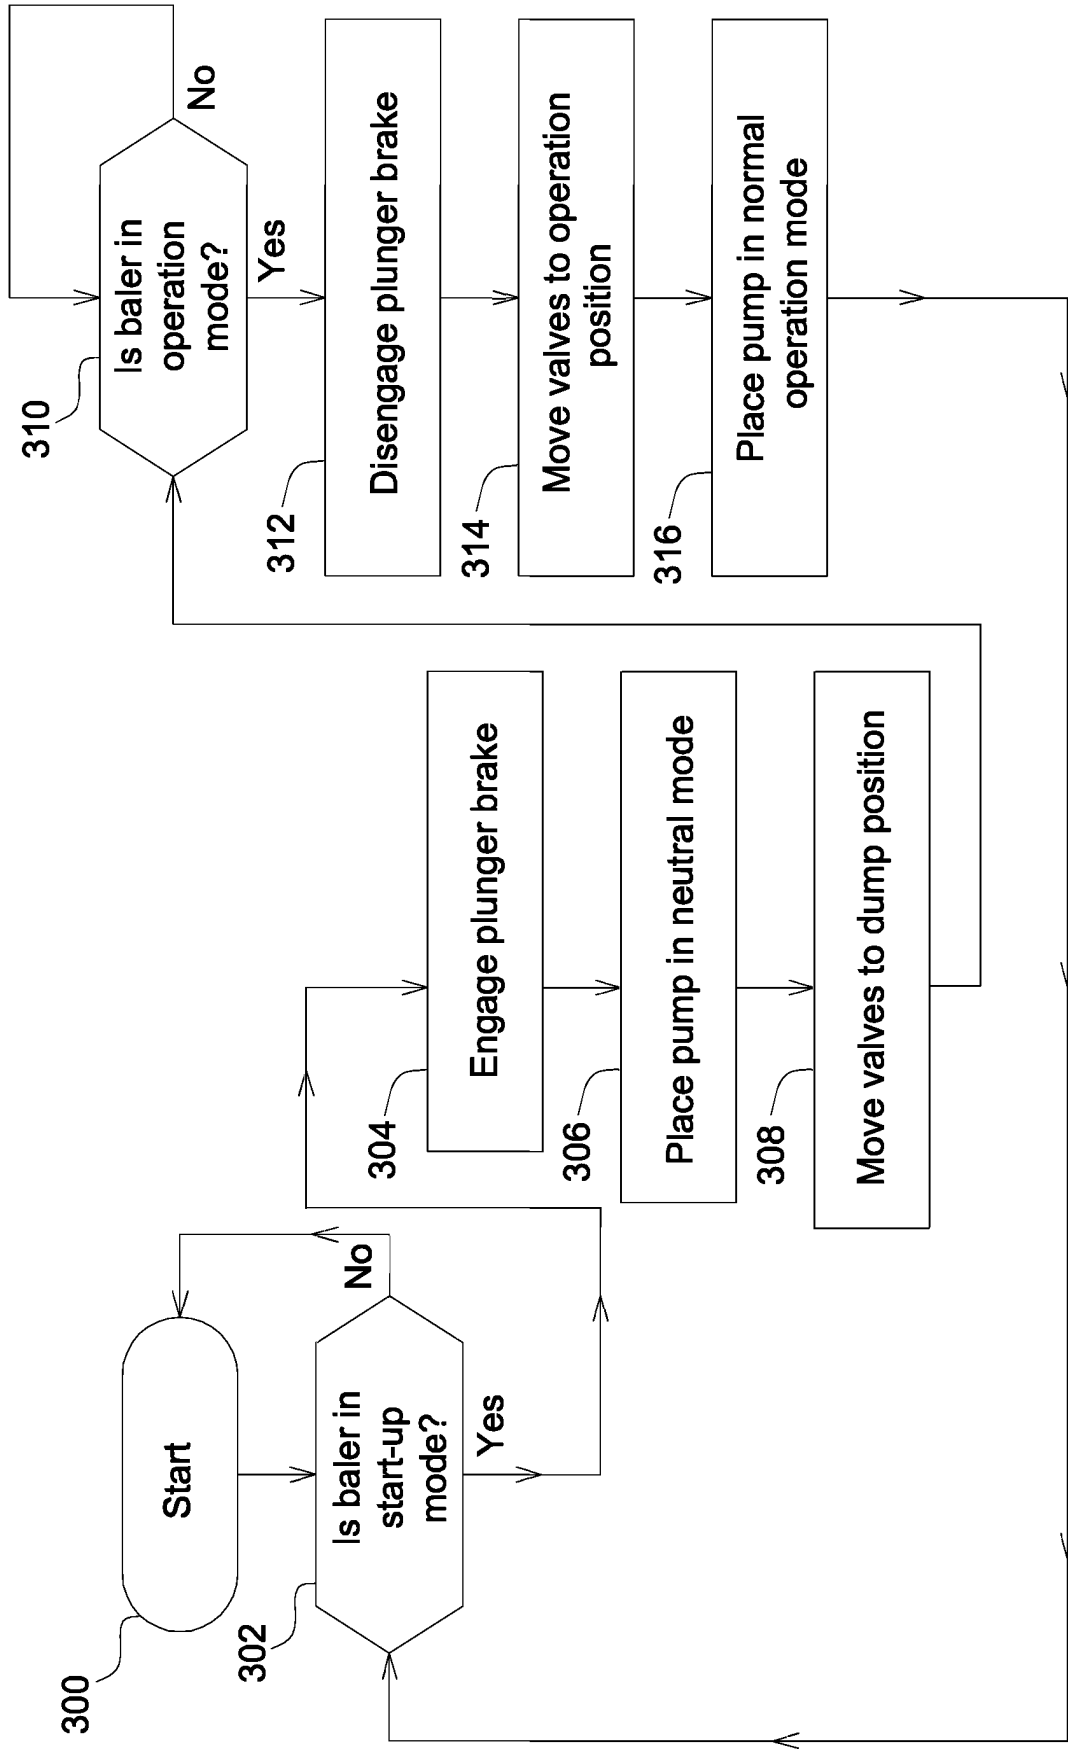 300
Start
302
Is baler in
start-up
mode?
No
Yes
304
Engage plunger brake
306
Place pump in neutral mode
308
Move valves to dump position
310
Is baler in
operation
mode?
No
Yes
312
Disengage plunger brake
314
Move valves to operation
position
316
Place pump in normal
operation mode